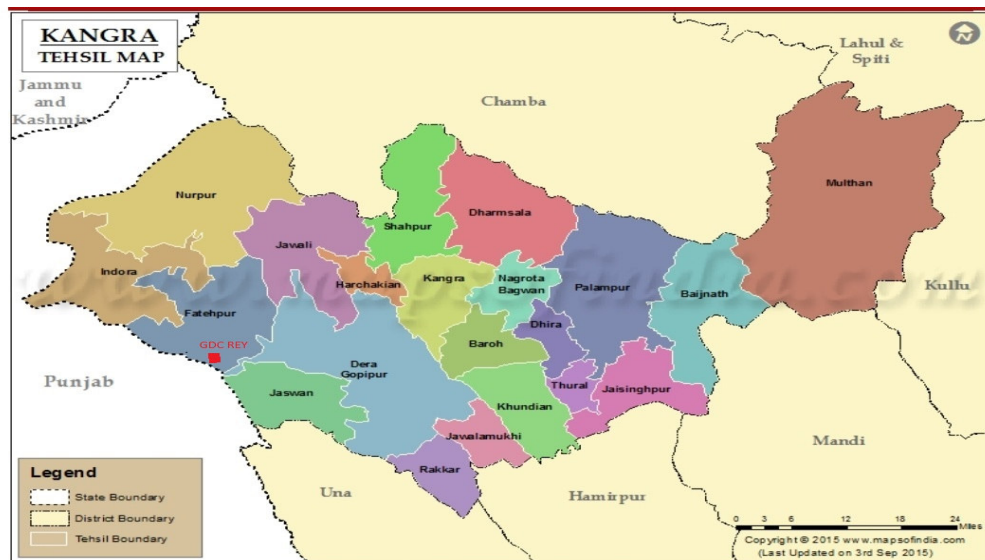 KANGRA
TEHSIL MAP
N
Lahul &
Spiti
Jammu
and
Kashmir
Chamba
Multhan
Nurpur
Dharmsala
Shahpur
Jawali
Indora
Harchakian
Kangra
Nagrota
Bagwan
Palampur
Baijnath
Kullu
Fatehpur
Dhira
GDC REY
Baroh
Punjab
Dera
Gopipur
Thural
Jaisinghpur
Jaswan
Khundian
Jawalamukhi
Mandi
Rakkar
Una
Hamirpur
Legend
State Boundary
District Boundary
Tehsil Boundary
0 3 6 12 18 24
Miles
Copyright © 2015 www.mapsofindia.com
(Last Updated on 3rd Sep 2015)